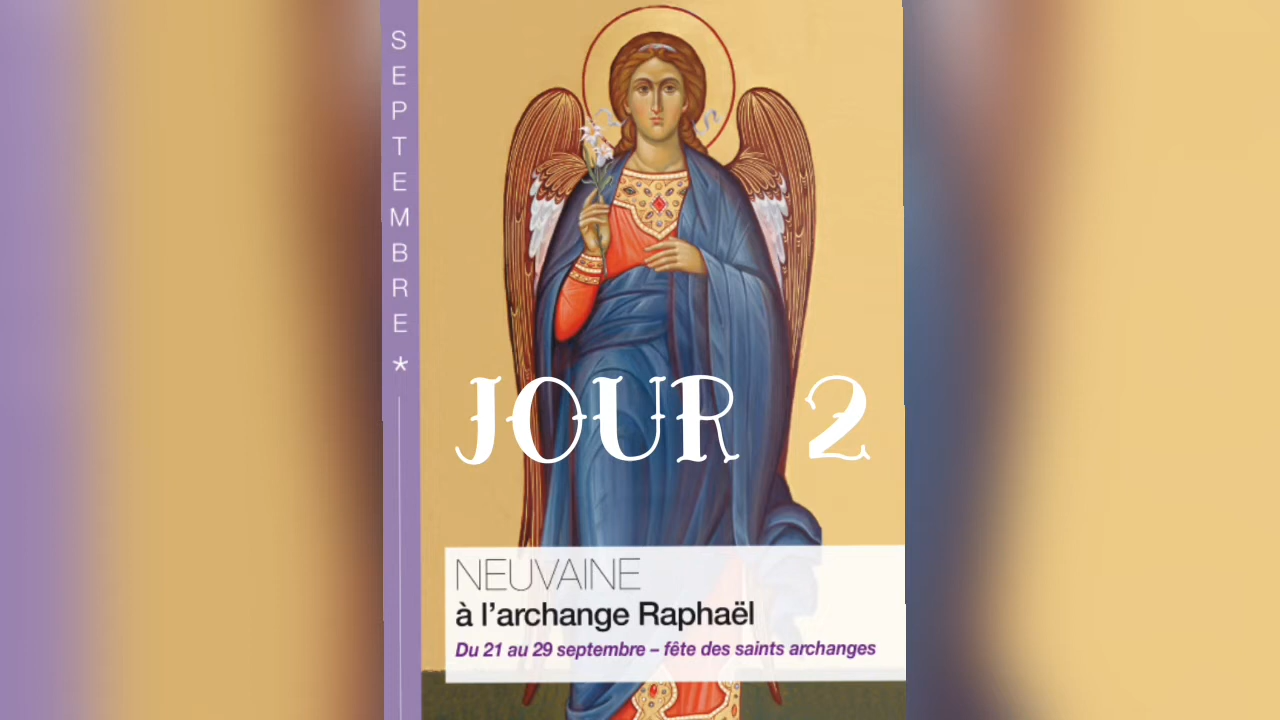 SEPTEMBRE *
JOUR 2
NEUVAINE
à l'archange Raphaël
Du 21 au 29 septembre – fête des saints archanges